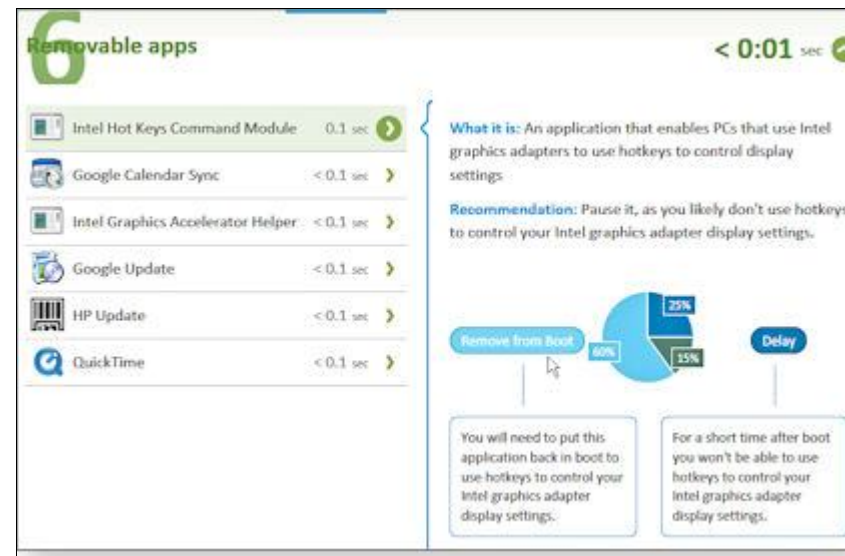 6
Removable apps
< 0:01 sec
Intel Hot Keys Command Module 0.1 sec
Google Calendar Sync < 0.1 sec
Intel Graphics Accelerator Helper < 0.1 sec
Google Update < 0.1 sec
HP Update < 0.1 sec
QuickTime < 0.1 sec
What it is: An application that enables PCs that use Intel
graphics adapters to use hotkeys to control display
settings
Recommendation: Pause it, as you likely don't use hotkeys
to control your Intel graphics adapter display settings.
Remove from Boot
60%
25%
15%
Delay
You will need to put this
application back in boot to
use hotkeys to control your
Intel graphics adapter
display settings.
For a short time after boot
you won't be able to use
hotkeys to control your
Intel graphics adapter
display settings.